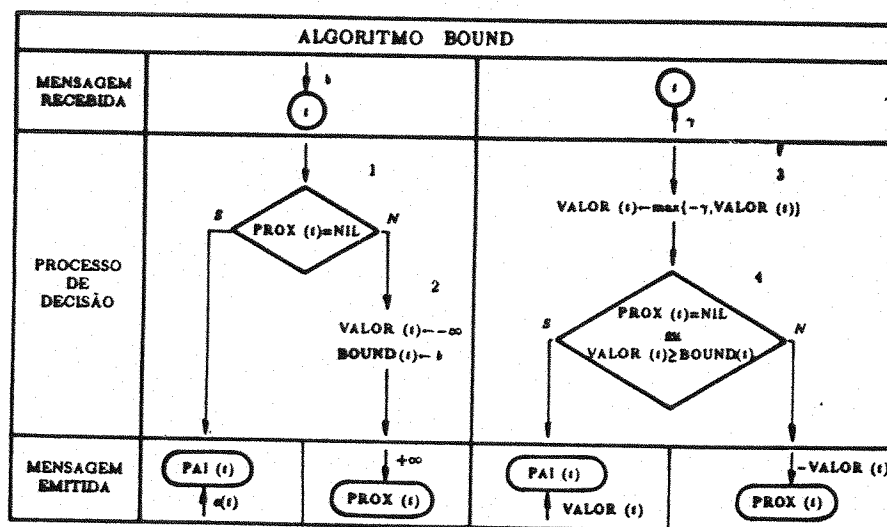 ALGORITMO BOUND
MENSAGEM
RECEBIDA
b
t
t
γ
PROCESSO
DE
DECISÃO
1
S
PROX (t)=NIL
N
2
VALOR (t)←-∞
BOUND(t)← b
3
VALOR (t)←max{-γ,VALOR (t)}
4
S
PROX (t)=NIL
ou
VALOR (t)≥BOUND(t)
N
MENSAGEM
EMITIDA
PAI (t)
a(t)
+∞
PROX (t)
PAI (t)
VALOR (t)
-VALOR (t)
PROX (t)